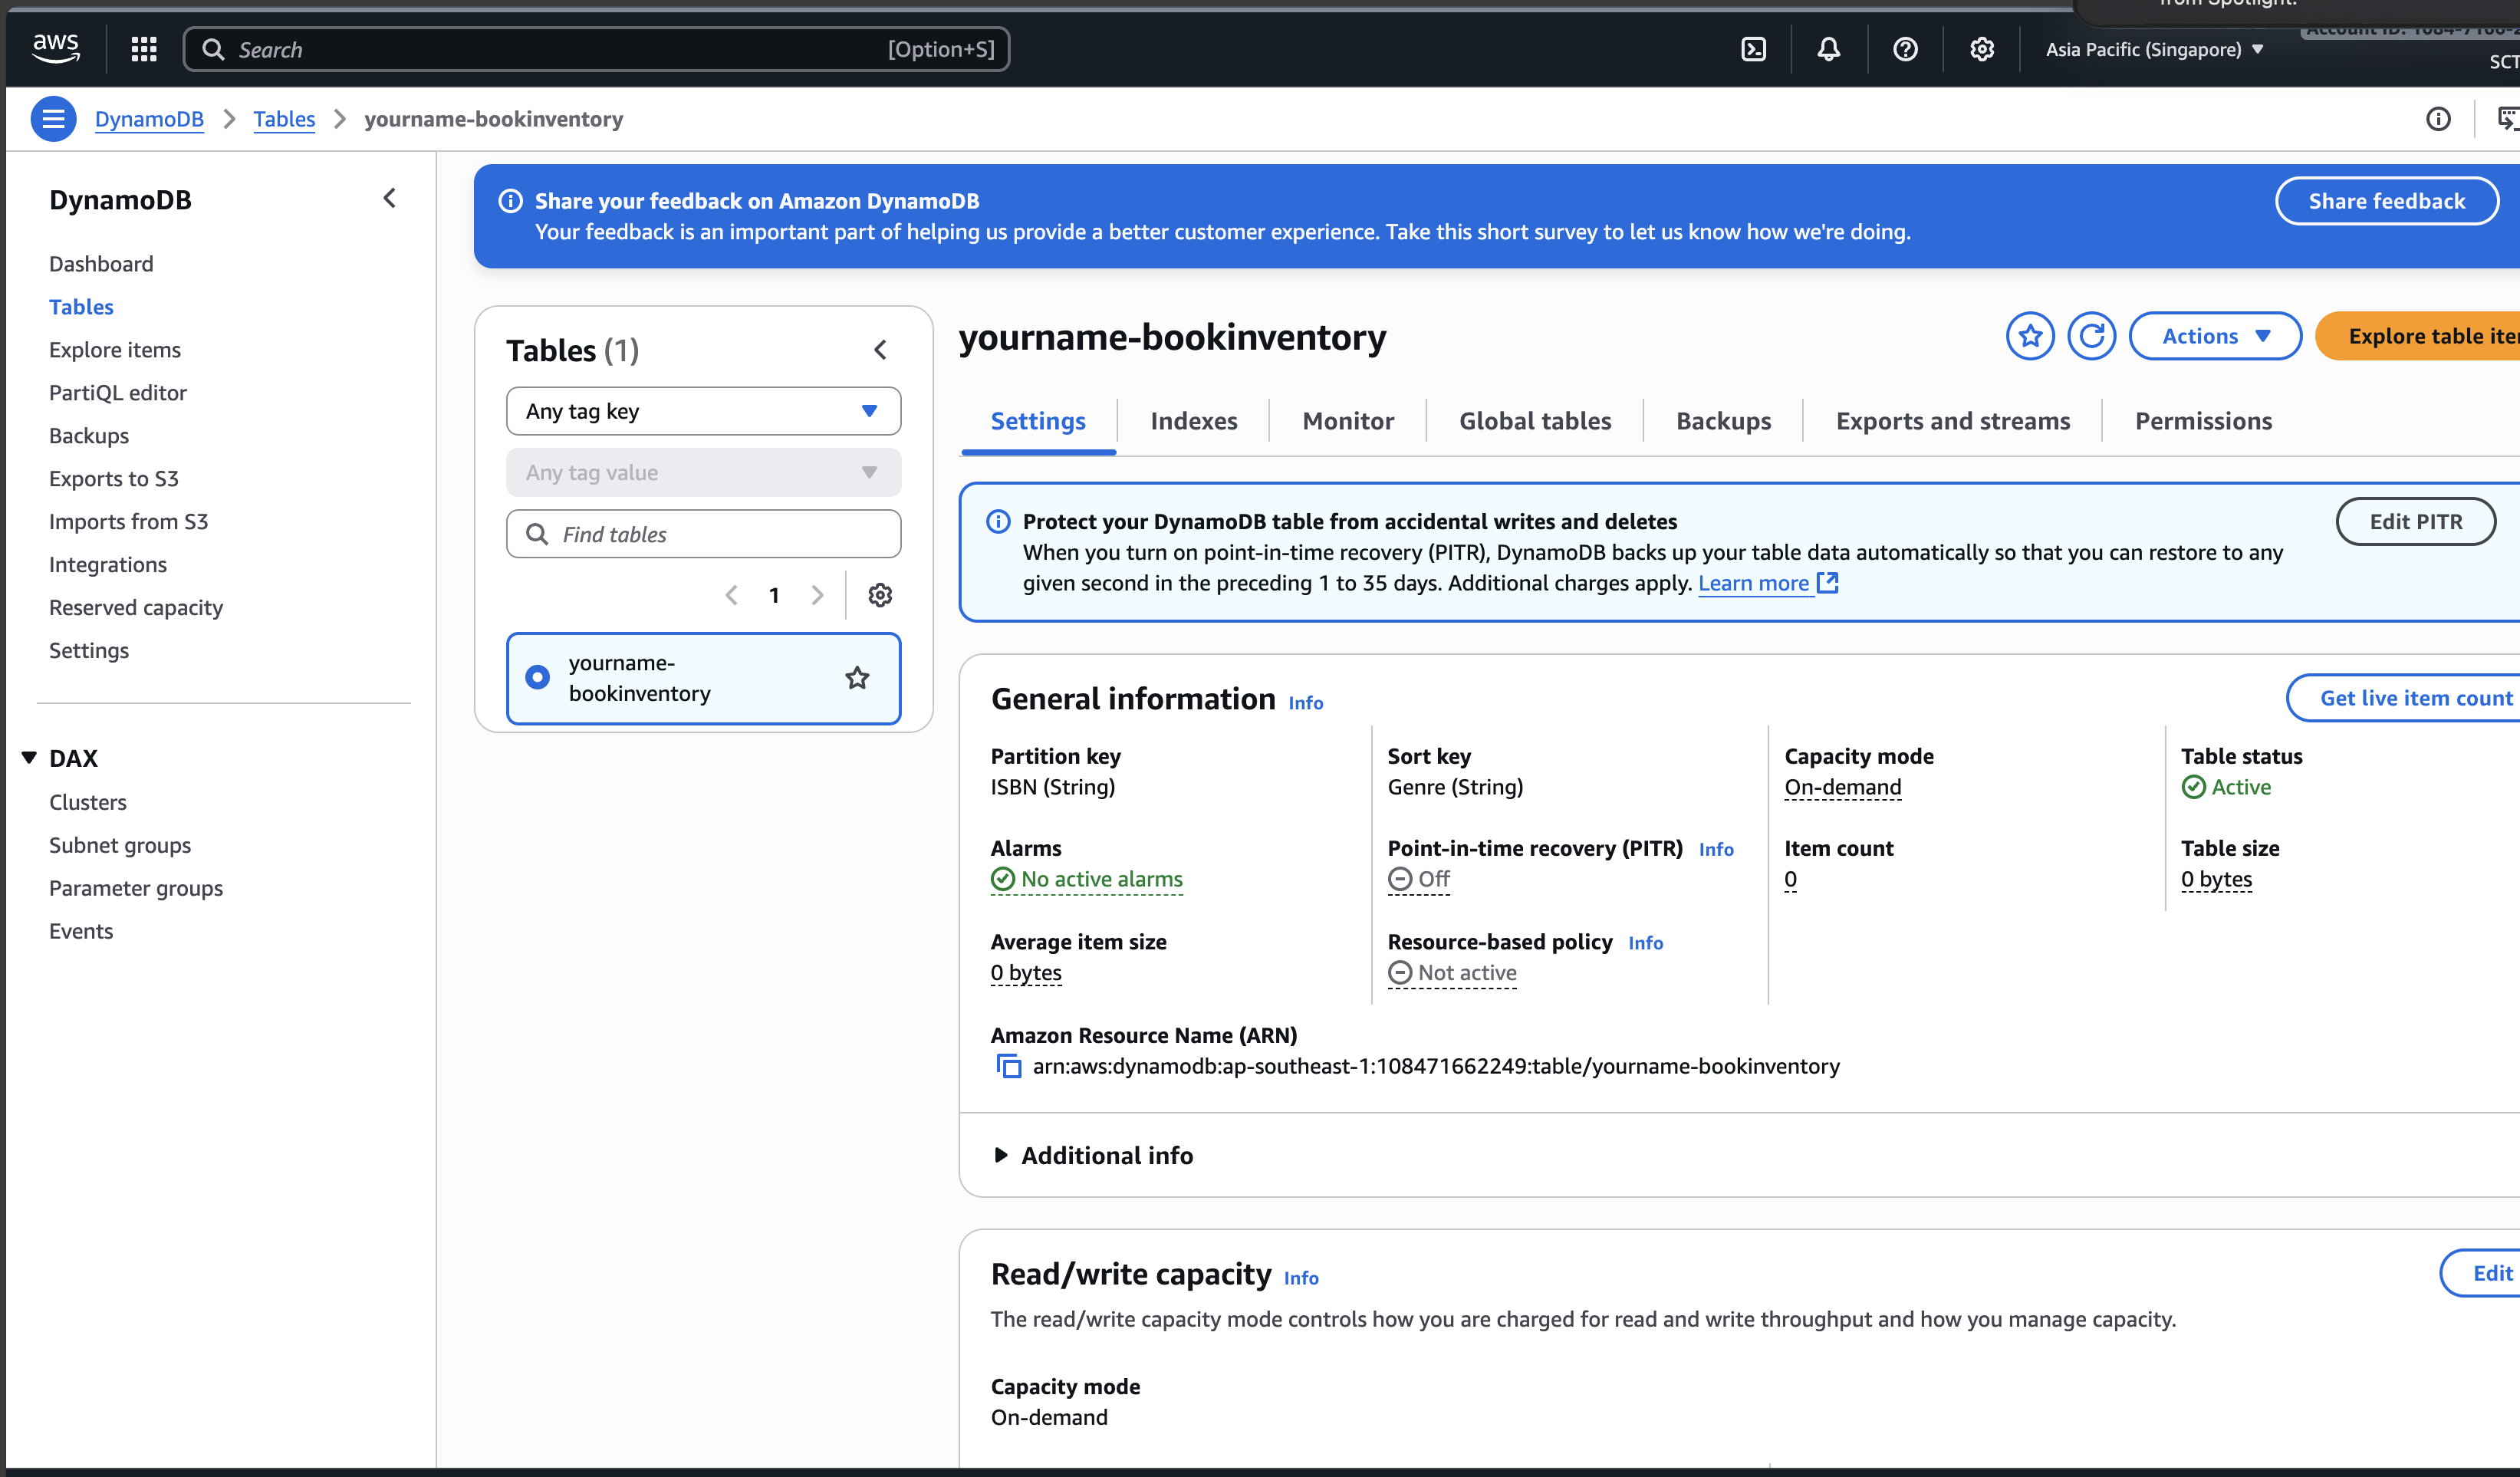 from Spotlight.
aws
Search
[Option+S]
Asia Pacific (Singapore)
SCT
DynamoDB
Tables
yourname-bookinventory
DynamoDB
Dashboard
Tables
Explore items
PartiQL editor
Backups
Exports to S3
Imports from S3
Integrations
Reserved capacity
Settings
DAX
Clusters
Subnet groups
Parameter groups
Events
Share your feedback on Amazon DynamoDB
Your feedback is an important part of helping us provide a better customer experience. Take this short survey to let us know how we're doing.
Share feedback
Tables (1)
Any tag key
Any tag value
Find tables
1
yourname-
bookinventory
yourname-bookinventory
Actions
Explore table
Settings
Indexes
Monitor
Global tables
Backups
Exports and streams
Permissions
Protect your DynamoDB table from accidental writes and deletes
When you turn on point-in-time recovery (PITR), DynamoDB backs up your table data automatically so that you can restore to any
given second in the preceding 1 to 35 days. Additional charges apply. Learn more
Edit PITR
General information Info
Get live item count
Partition key
ISBN (String)
Sort key
Genre (String)
Capacity mode
On-demand
Table status
Active
Alarms
No active alarms
Point-in-time recovery (PITR) Info
Off
Item count
0
Table size
0 bytes
Average item size
0 bytes
Resource-based policy Info
Not active
Amazon Resource Name (ARN)
arn:aws:dynamodb:ap-southeast-1:108471662249:table/yourname-bookinventory
Additional info
Read/write capacity Info
Edit
The read/write capacity mode controls how you are charged for read and write throughput and how you manage capacity.
Capacity mode
On-demand